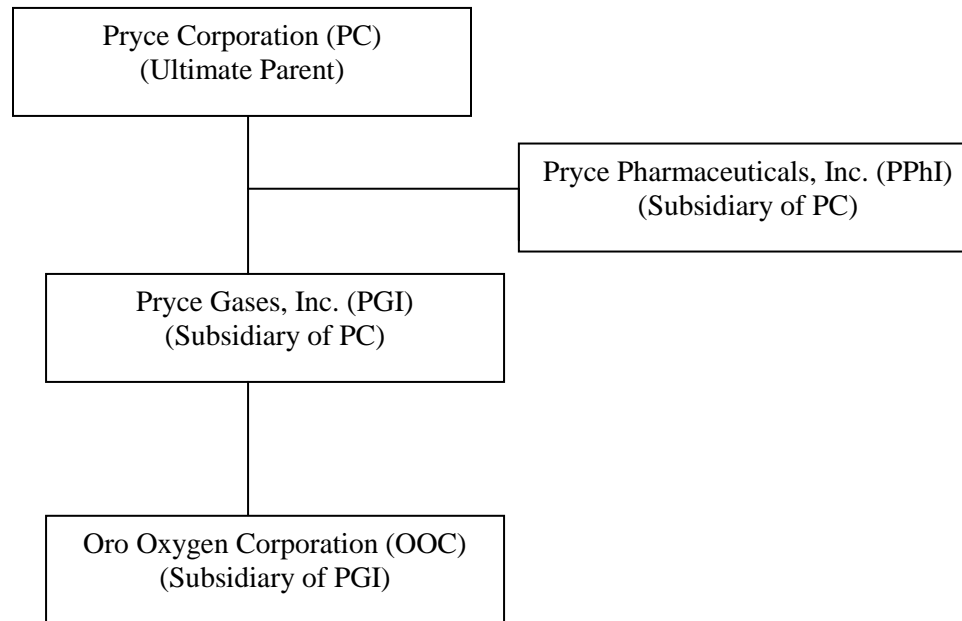 Pryce Corporation (PC)
(Ultimate Parent)
Pryce Pharmaceuticals, Inc. (PPhI)
(Subsidiary of PC)
Pryce Gases, Inc. (PGI)
(Subsidiary of PC)
Oro Oxygen Corporation (OOC)
(Subsidiary of PGI)